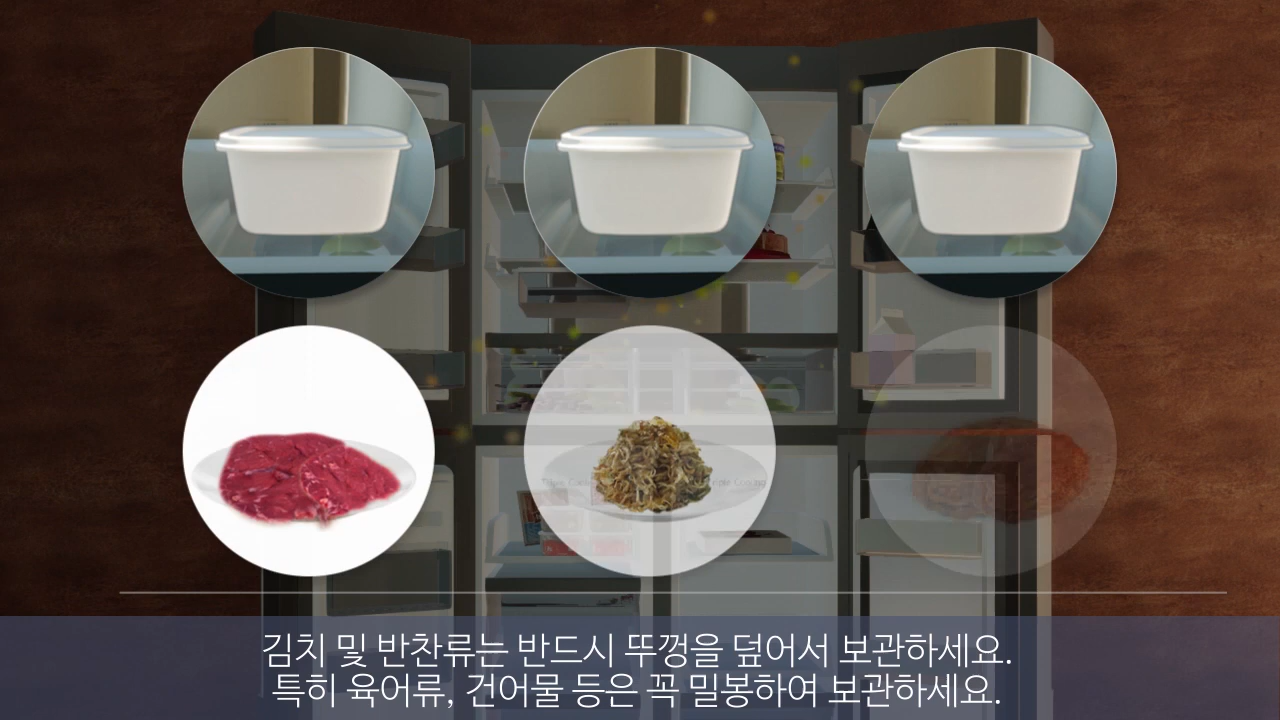 김치 및 반찬류는 반드시 뚜껑을 덮어서 보관하세요.
특히 육어류, 건어물 등은 꼭 밀봉하여 보관하세요.